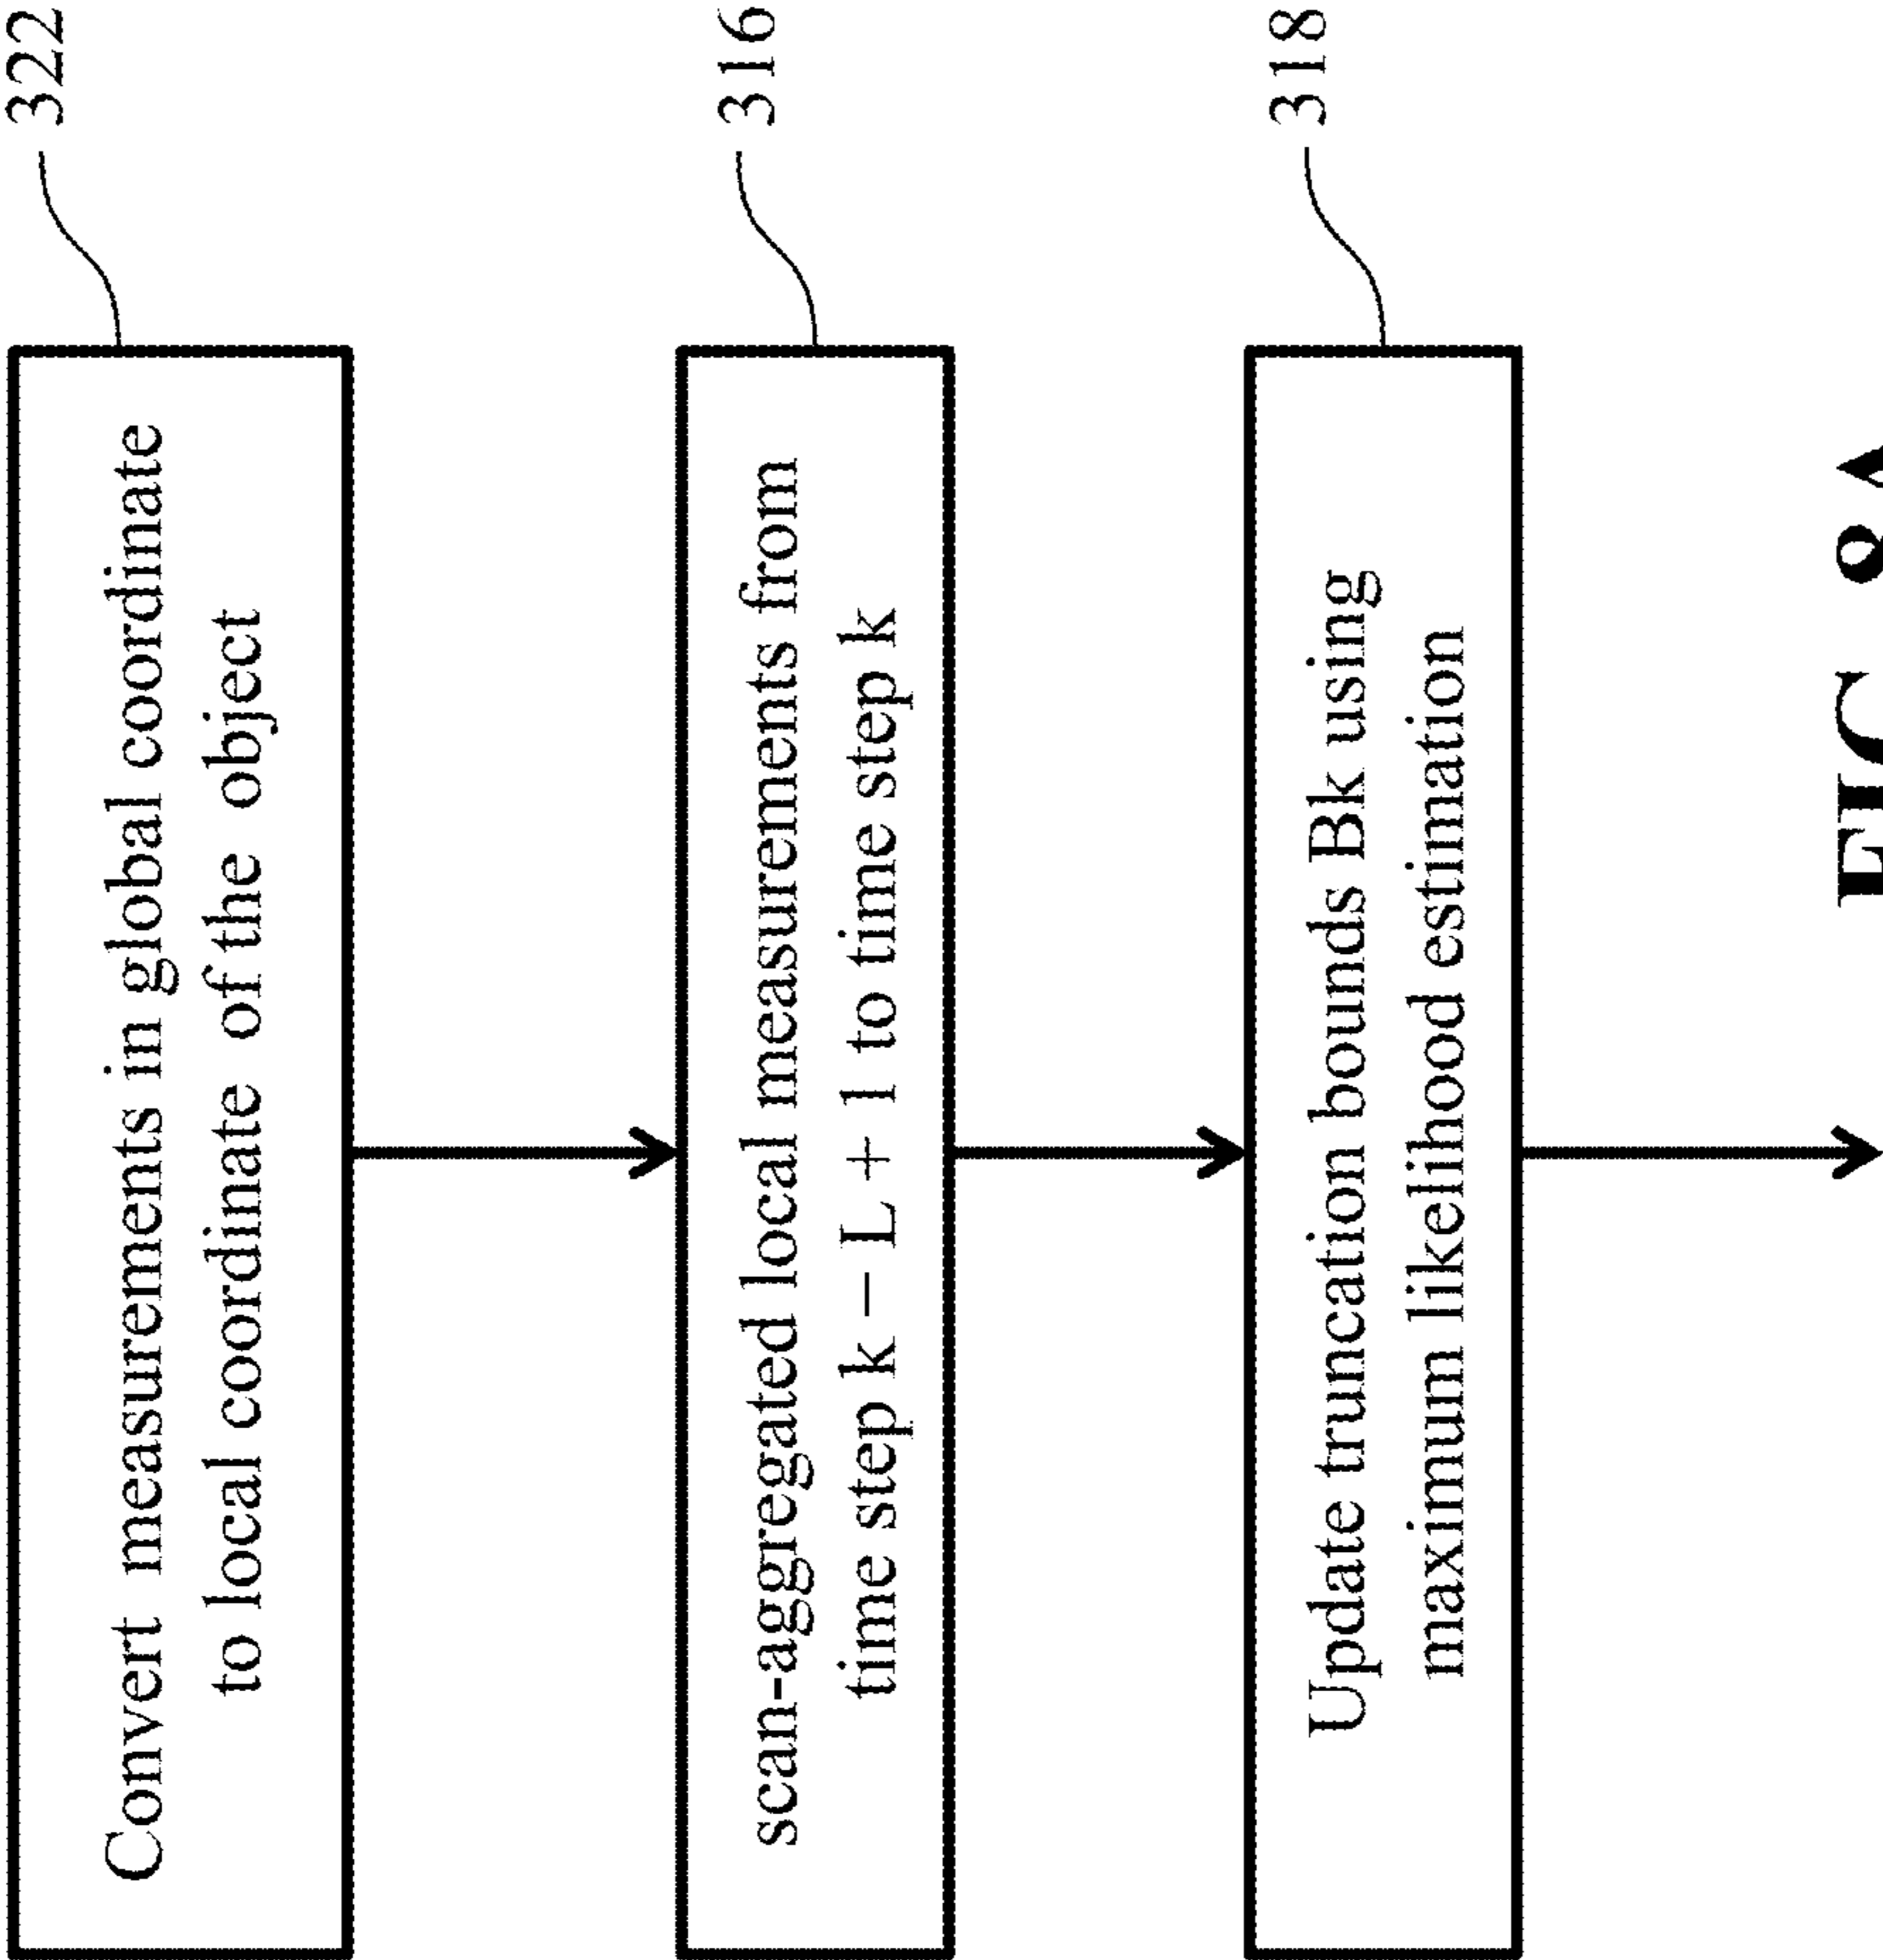 Convert measurements in global coordinate
to local coordinate of the object
322
scan-aggregated local measurements from
time step k – L + 1 to time step k
316
Update truncation bounds Bk using
maximum likelihood estimation
318